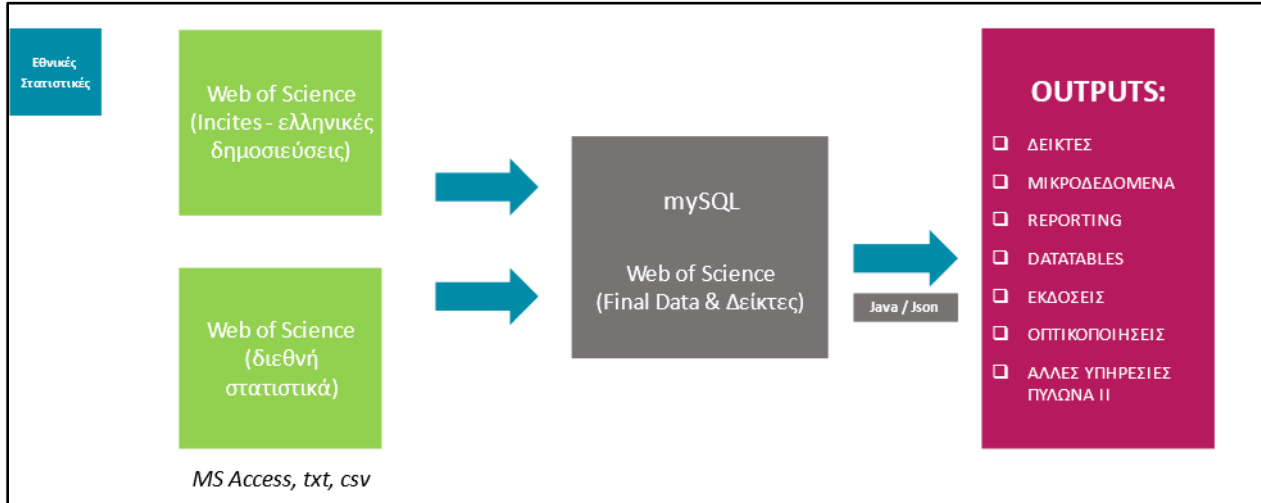 Εθνικές
Στατιστικές
Web of Science
(Incites - ελληνικές
δημοσιεύσεις)
Web of Science
(διεθνή
στατιστικά)
MS Access, txt, csv
mySQL
Web of Science
(Final Data & Δείκτες)
Java / Json
OUTPUTS:
ΔΕΙΚΤΕΣ
ΜΙΚΡΟΔΕΔΟΜΕΝΑ
REPORTING
DATATABLES
ΕΚΔΟΣΕΙΣ
ΟΠΤΙΚΟΠΟΙΗΣΕΙΣ
ΑΛΛΕΣ ΥΠΗΡΕΣΙΕΣ
ΠΥΛΩΝΑ ΙΙ